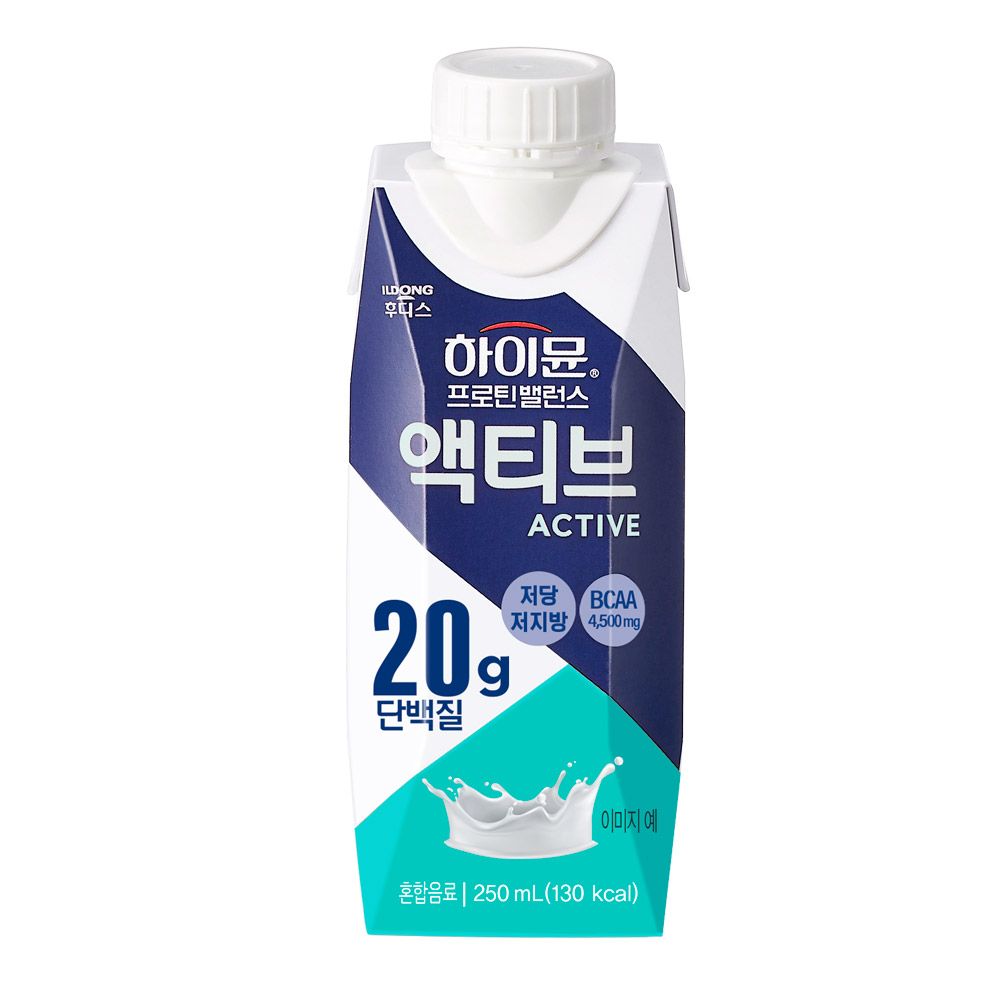 ILDONG
후디스
하이뮨®
프로틴밸런스
액티브
ACTIVE
저당
저지방
BCAA
4,500mg
20g
단백질
이미지 예
혼합음료 | 250 mL(130 kcal)